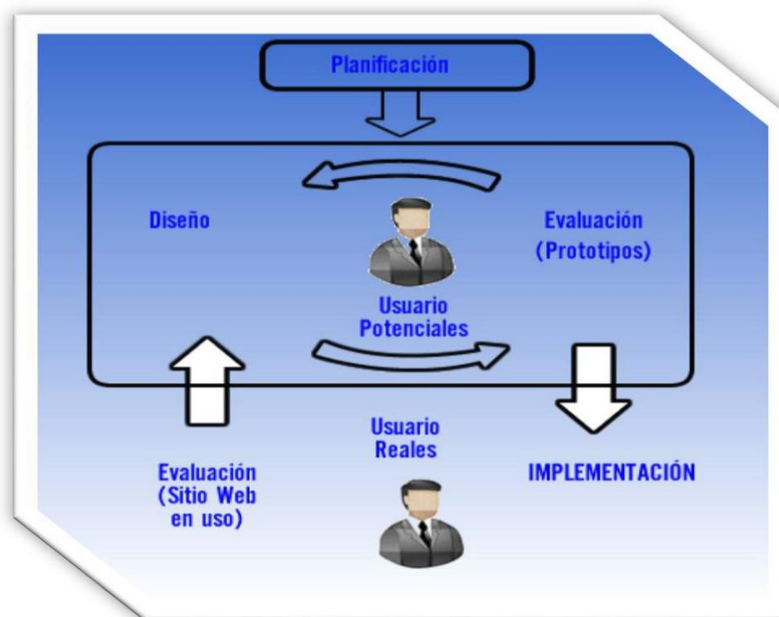 Planificación
Diseño
Evaluación
(Prototipos)
Usuario
Potenciales
Usuario
Reales
Evaluación
(Sitio Web
en uso)
IMPLEMENTACIÓN